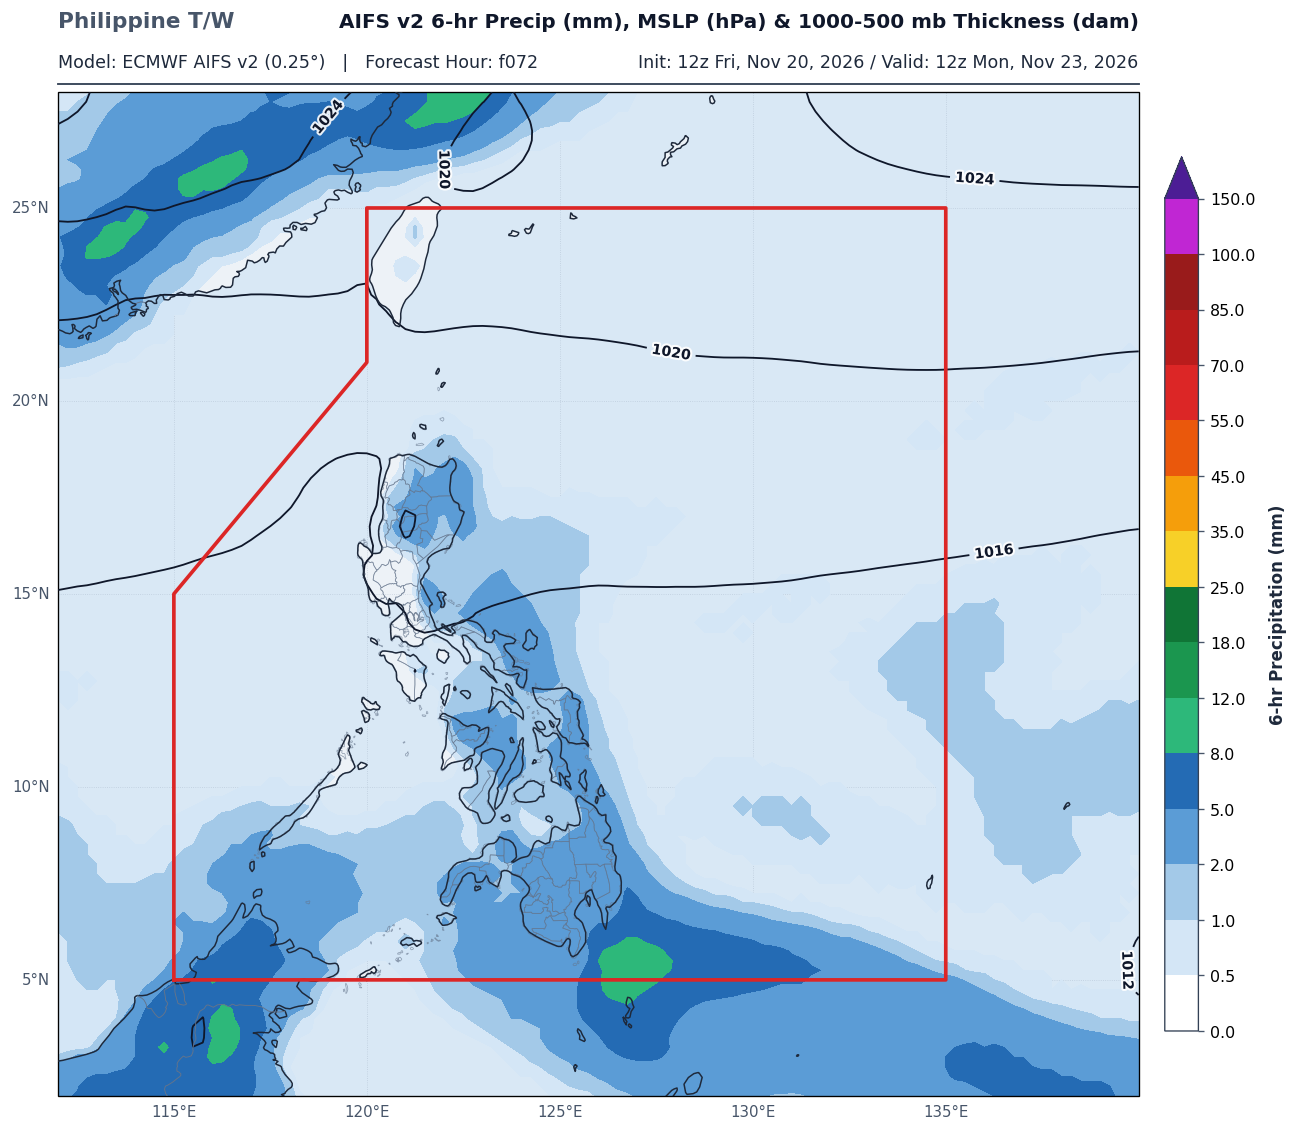 Philippine T/W
AIFS v2 6-hr Precip (mm), MSLP (hPa) & 1000-500 mb Thickness (dam)
Model: ECMWF AIFS v2 (0.25°) | Forecast Hour: f072
Init: 12z Fri, Nov 20, 2026 / Valid: 12z Mon, Nov 23, 2026
1024
1020
1024
1020
1016
1012
25°N
20°N
15°N
10°N
5°N
115°E
120°E
125°E
130°E
135°E
150.0
100.0
85.0
70.0
55.0
45.0
35.0
25.0
18.0
12.0
8.0
5.0
2.0
1.0
0.5
0.0
6-hr Precipitation (mm)